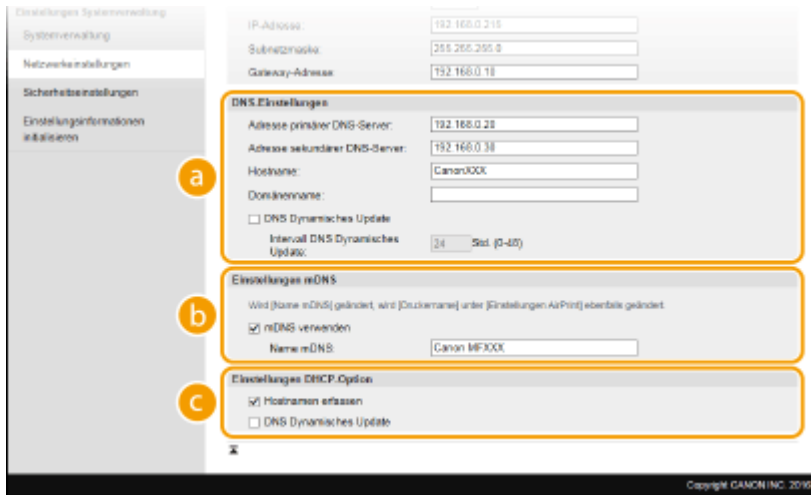 Einstellungen Systemverwaltung
Systemverwaltung
Netzwerkeinstellungen
Sicherheitseinstellungen
Einstellungsinformationen
initialisieren
IP-Adresse: 192.168.0.215
Subnetzmaske: 255.255.255.0
Gateway-Adresse: 192.168.0.10
a
DNS-Einstellungen
Adresse primärer DNS-Server: 192.168.0.20
Adresse sekundärer DNS-Server: 192.168.0.30
Hostname: CanonXXX
Domänenname:
DNS Dynamisches Update
Intervall DNS Dynamisches
Update: 24 Std. (0-48)
b
Einstellungen mDNS
Wird [Name mDNS] geändert, wird [Druckername] unter [Einstellungen AirPrint] ebenfalls geändert.
mDNS verwenden
Name mDNS: Canon MFXXX
c
Einstellungen DHCP-Option
Hostnamen erfassen
DNS Dynamisches Update
Copyright CANON INC. 2016